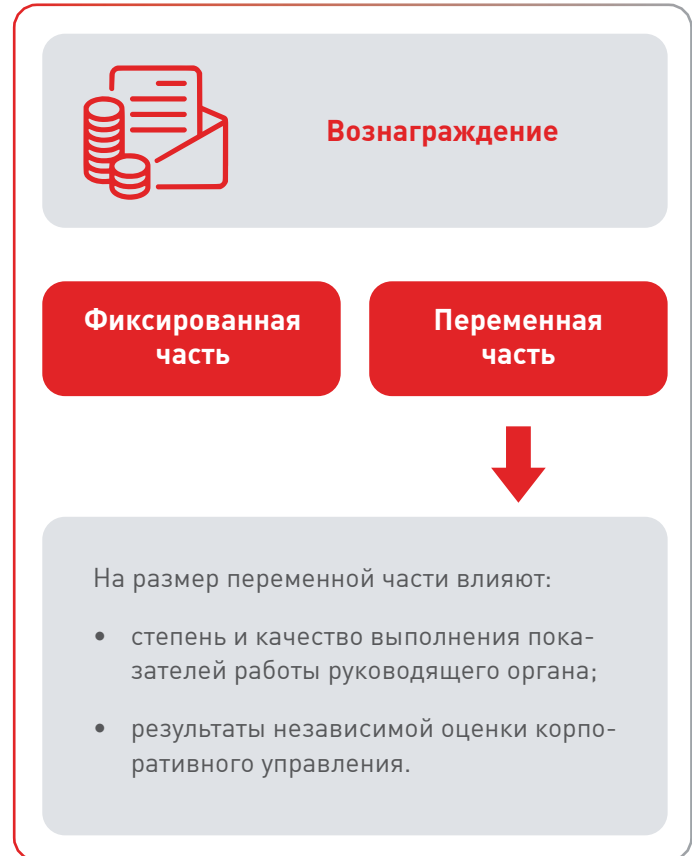 Вознаграждение
Фиксированная
часть
Переменная
часть
На размер переменной части влияют:
• степень и качество выполнения пока-
зателей работы руководящего органа;
• результаты независимой оценки корпо-
ративного управления.